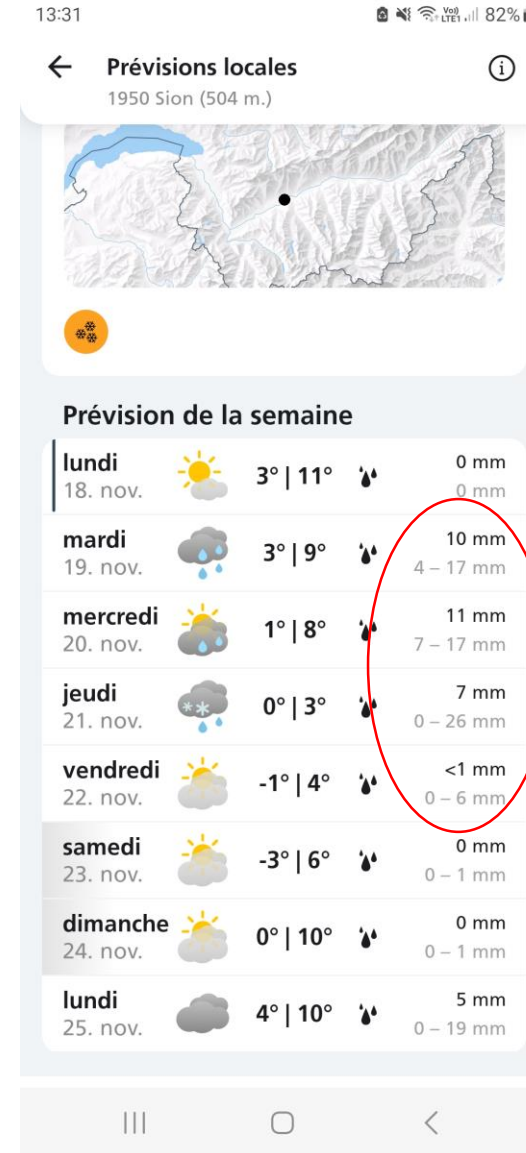 13:31 Vo)) LTE1 82%
Prévisions locales
1950 Sion (504 m.)
Prévision de la semaine
lundi 3° | 11° 0 mm
18. nov. 0 mm
mardi 3° | 9° 10 mm
19. nov. 4 – 17 mm
mercredi 1° | 8° 11 mm
20. nov. 7 – 17 mm
jeudi 0° | 3° 7 mm
21. nov. 0 – 26 mm
vendredi -1° | 4° <1 mm
22. nov. 0 – 6 mm
samedi -3° | 6° 0 mm
23. nov. 0 – 1 mm
dimanche 0° | 10° 0 mm
24. nov. 0 – 1 mm
lundi 4° | 10° 5 mm
25. nov. 0 – 19 mm